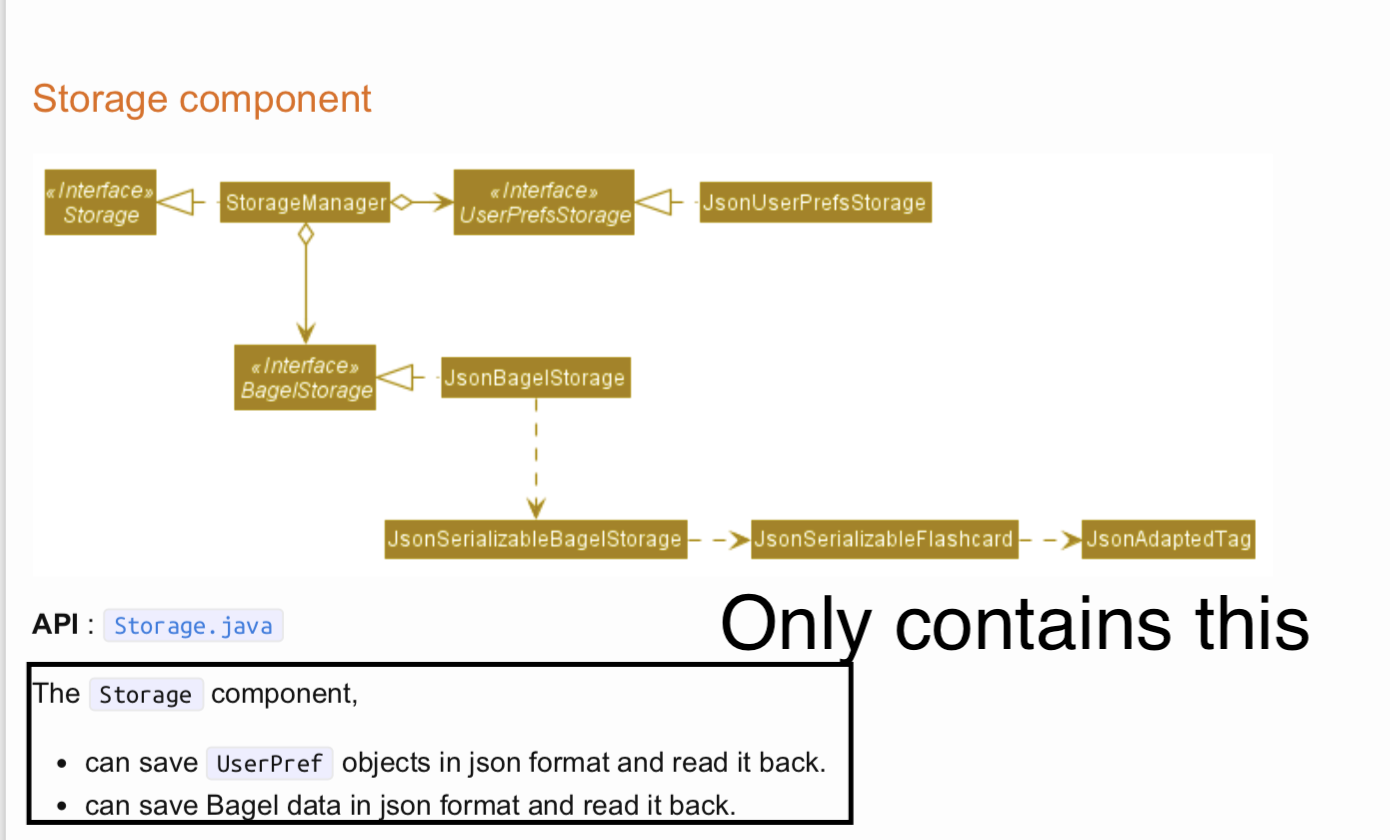 Storage component
«Interface»
Storage
StorageManager
«Interface»
UserPrefsStorage
JsonUserPrefsStorage
«Interface»
BagelStorage
JsonBagelStorage
JsonSerializableBagelStorage
JsonSerializableFlashcard
JsonAdaptedTag
API : Storage.java
Only contains this
The Storage component,
• can save UserPref objects in json format and read it back.
• can save Bagel data in json format and read it back.